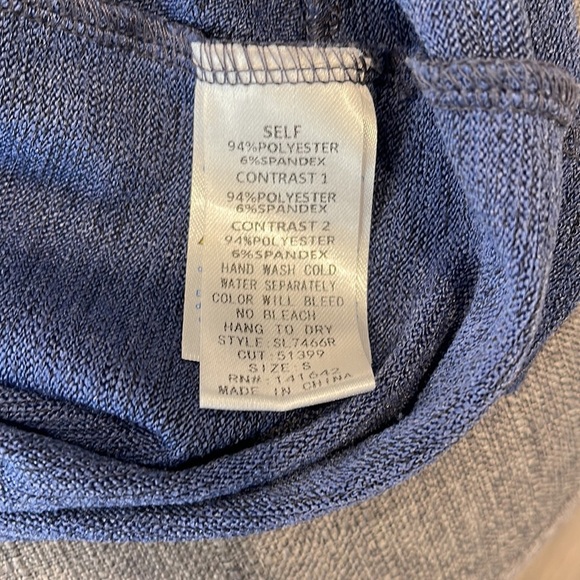 SELF
94%POLYESTER
6%SPANDEX
CONTRAST 1
94%POLYESTER
6%SPANDEX
CONTRAST 2
94%POLYESTER
6%SPANDEX
HAND WASH COLD
WATER SEPARATELY
COLOR WILL BLEED
NO BLEACH
HANG TO DRY
STYLE:SL7466R
CUT:51399
SIZE:S
RN#:141642
MADE IN CHINA